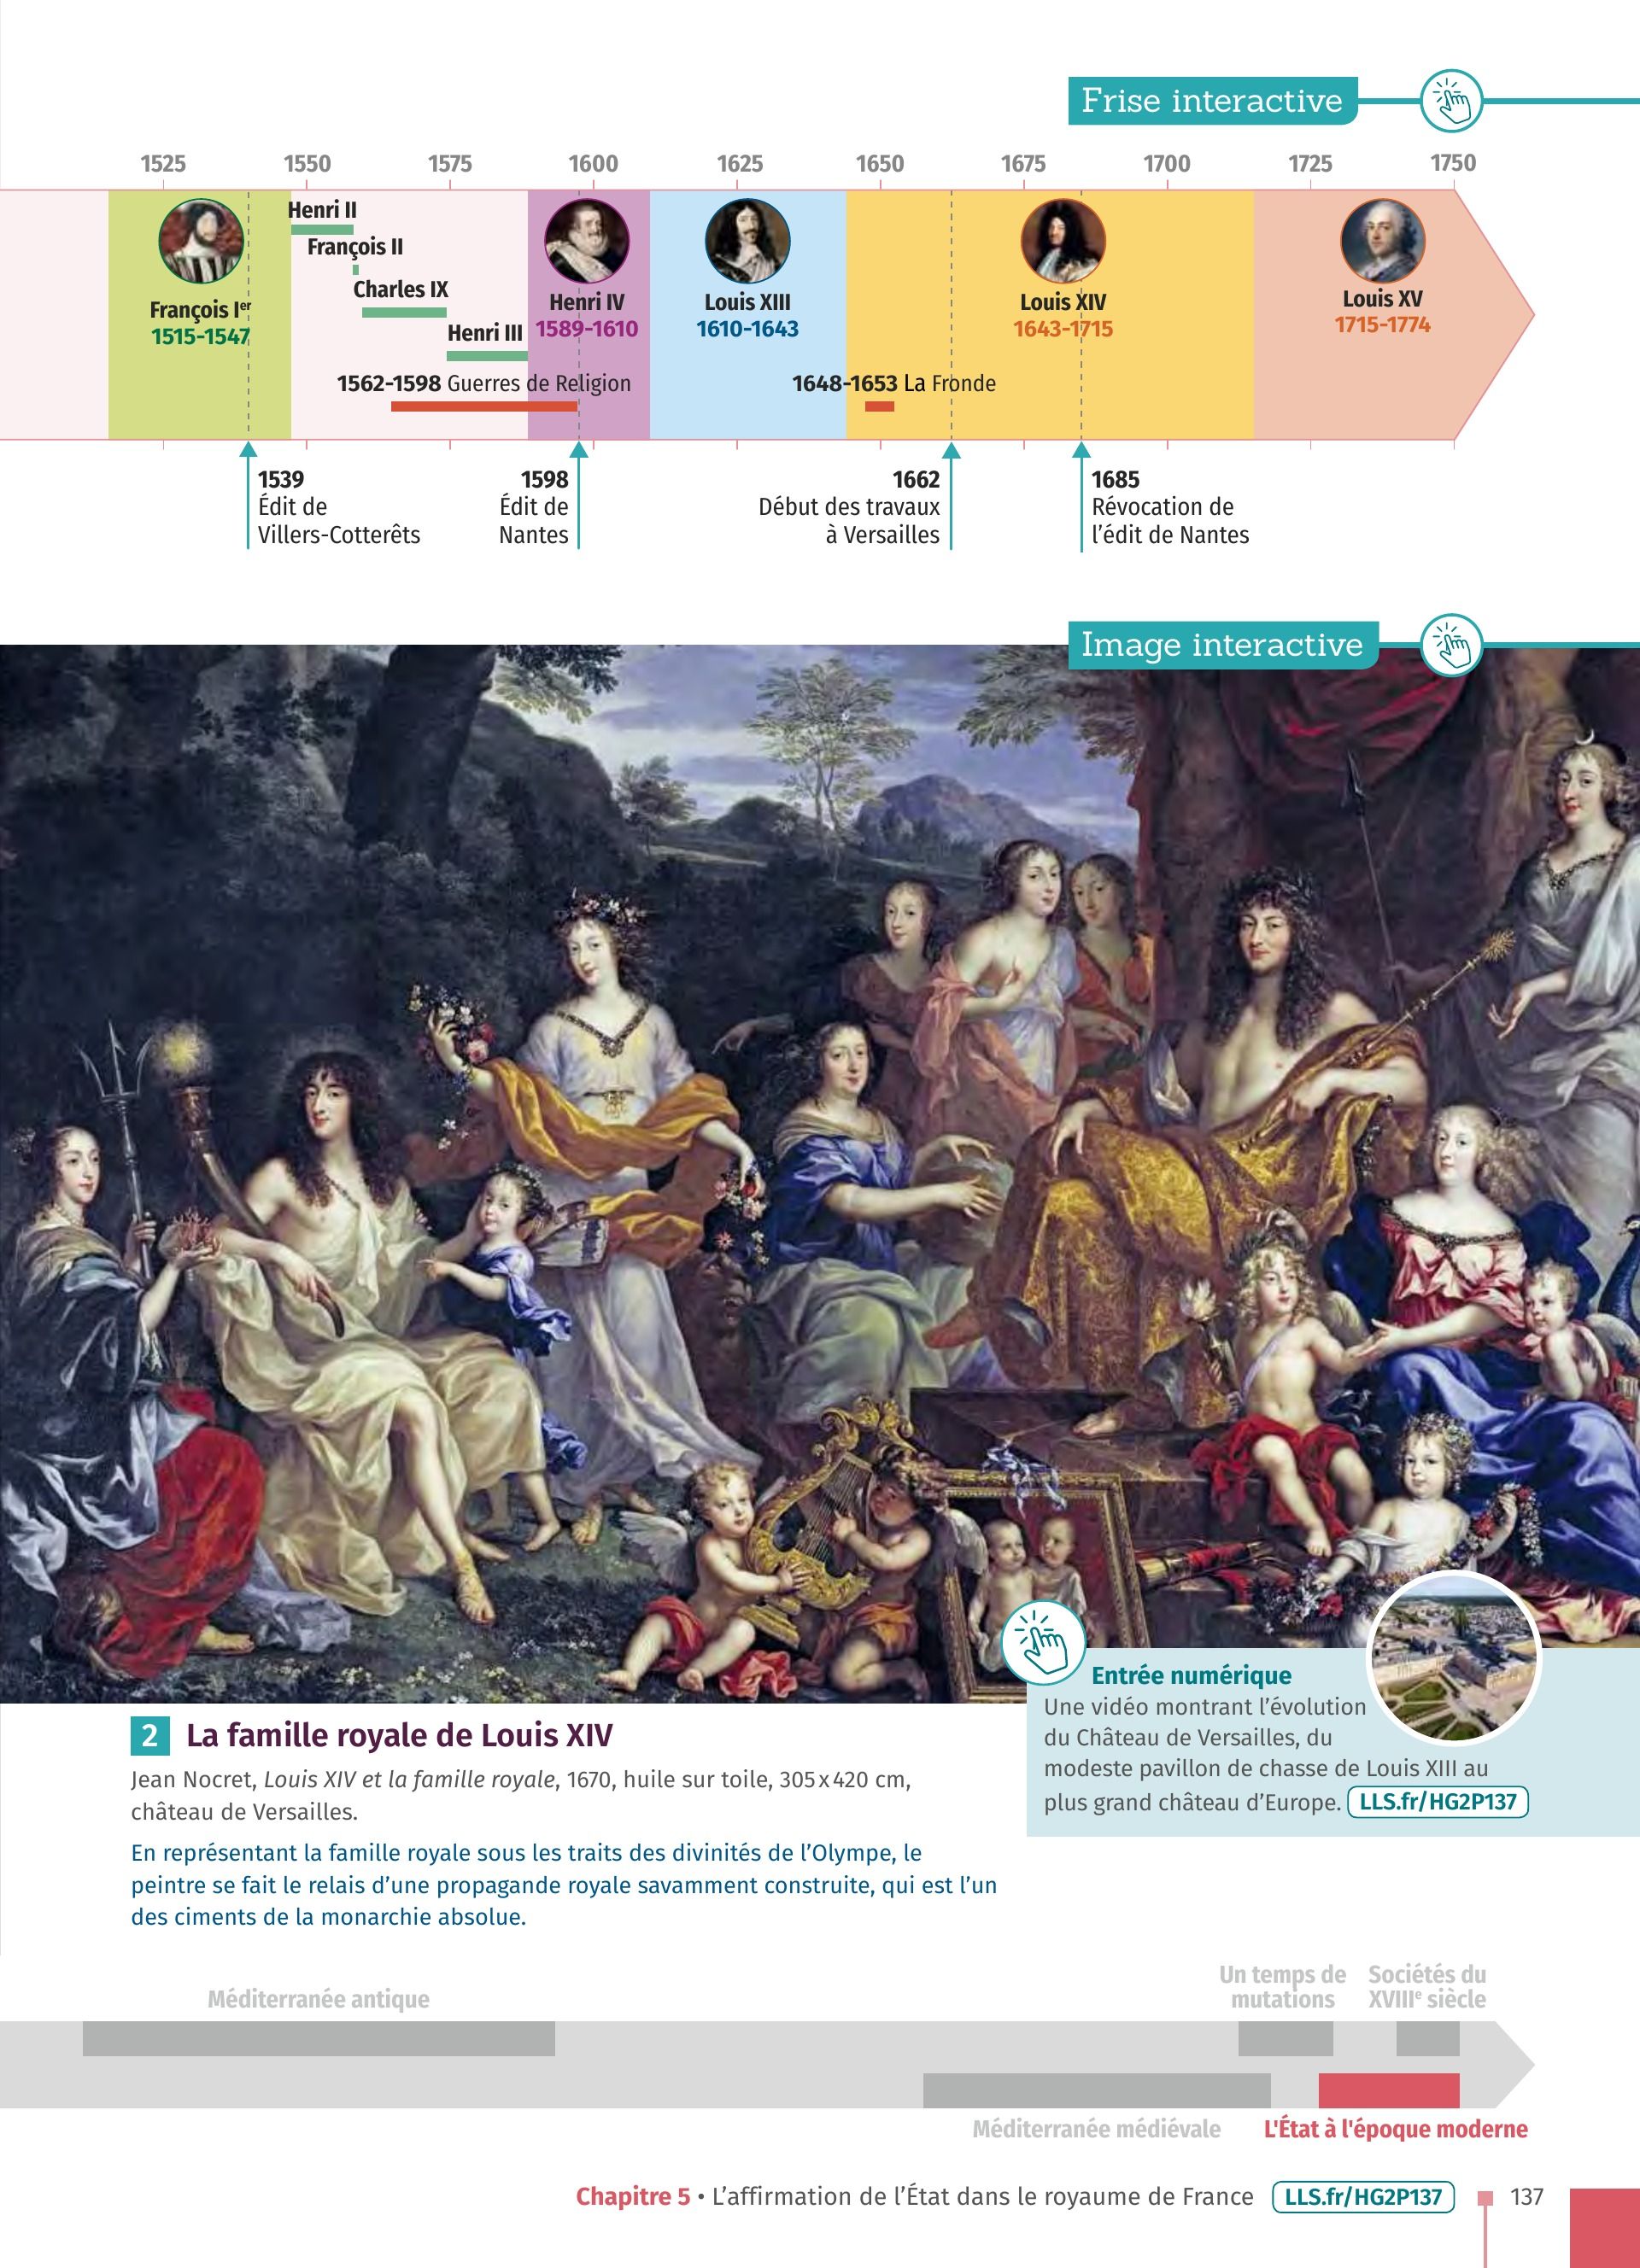 Frise interactive
1525 1550 1575 1600 1625 1650 1675 1700 1725 1750
Henri II
François II
Charles IX
Henri III
François Ier
1515-1547
Henri IV
1589-1610
Louis XIII
1610-1643
Louis XIV
1643-1715
Louis XV
1715-1774
1562-1598 Guerres de Religion
1648-1653 La Fronde
1539
Édit de
Villers-Cotterêts
1598
Édit de
Nantes
1662
Début des travaux
à Versailles
1685
Révocation de
l'édit de Nantes
Image interactive
Entrée numérique
Une vidéo montrant l'évolution
du Château de Versailles, du
modeste pavillon de chasse de Louis XIII au
plus grand château d'Europe. LLS.fr/HG2P137
2 La famille royale de Louis XIV
Jean Nocret, Louis XIV et la famille royale, 1670, huile sur toile, 305 x 420 cm,
château de Versailles.
En représentant la famille royale sous les traits des divinités de l'Olympe, le
peintre se fait le relais d'une propagande royale savamment construite, qui est l'un
des ciments de la monarchie absolue.
Méditerranée antique
Un temps de
mutations
Sociétés du
XVIIIe siècle
Méditerranée médiévale
L'État à l'époque moderne
Chapitre 5 • L'affirmation de l'État dans le royaume de France LLS.fr/HG2P137 137